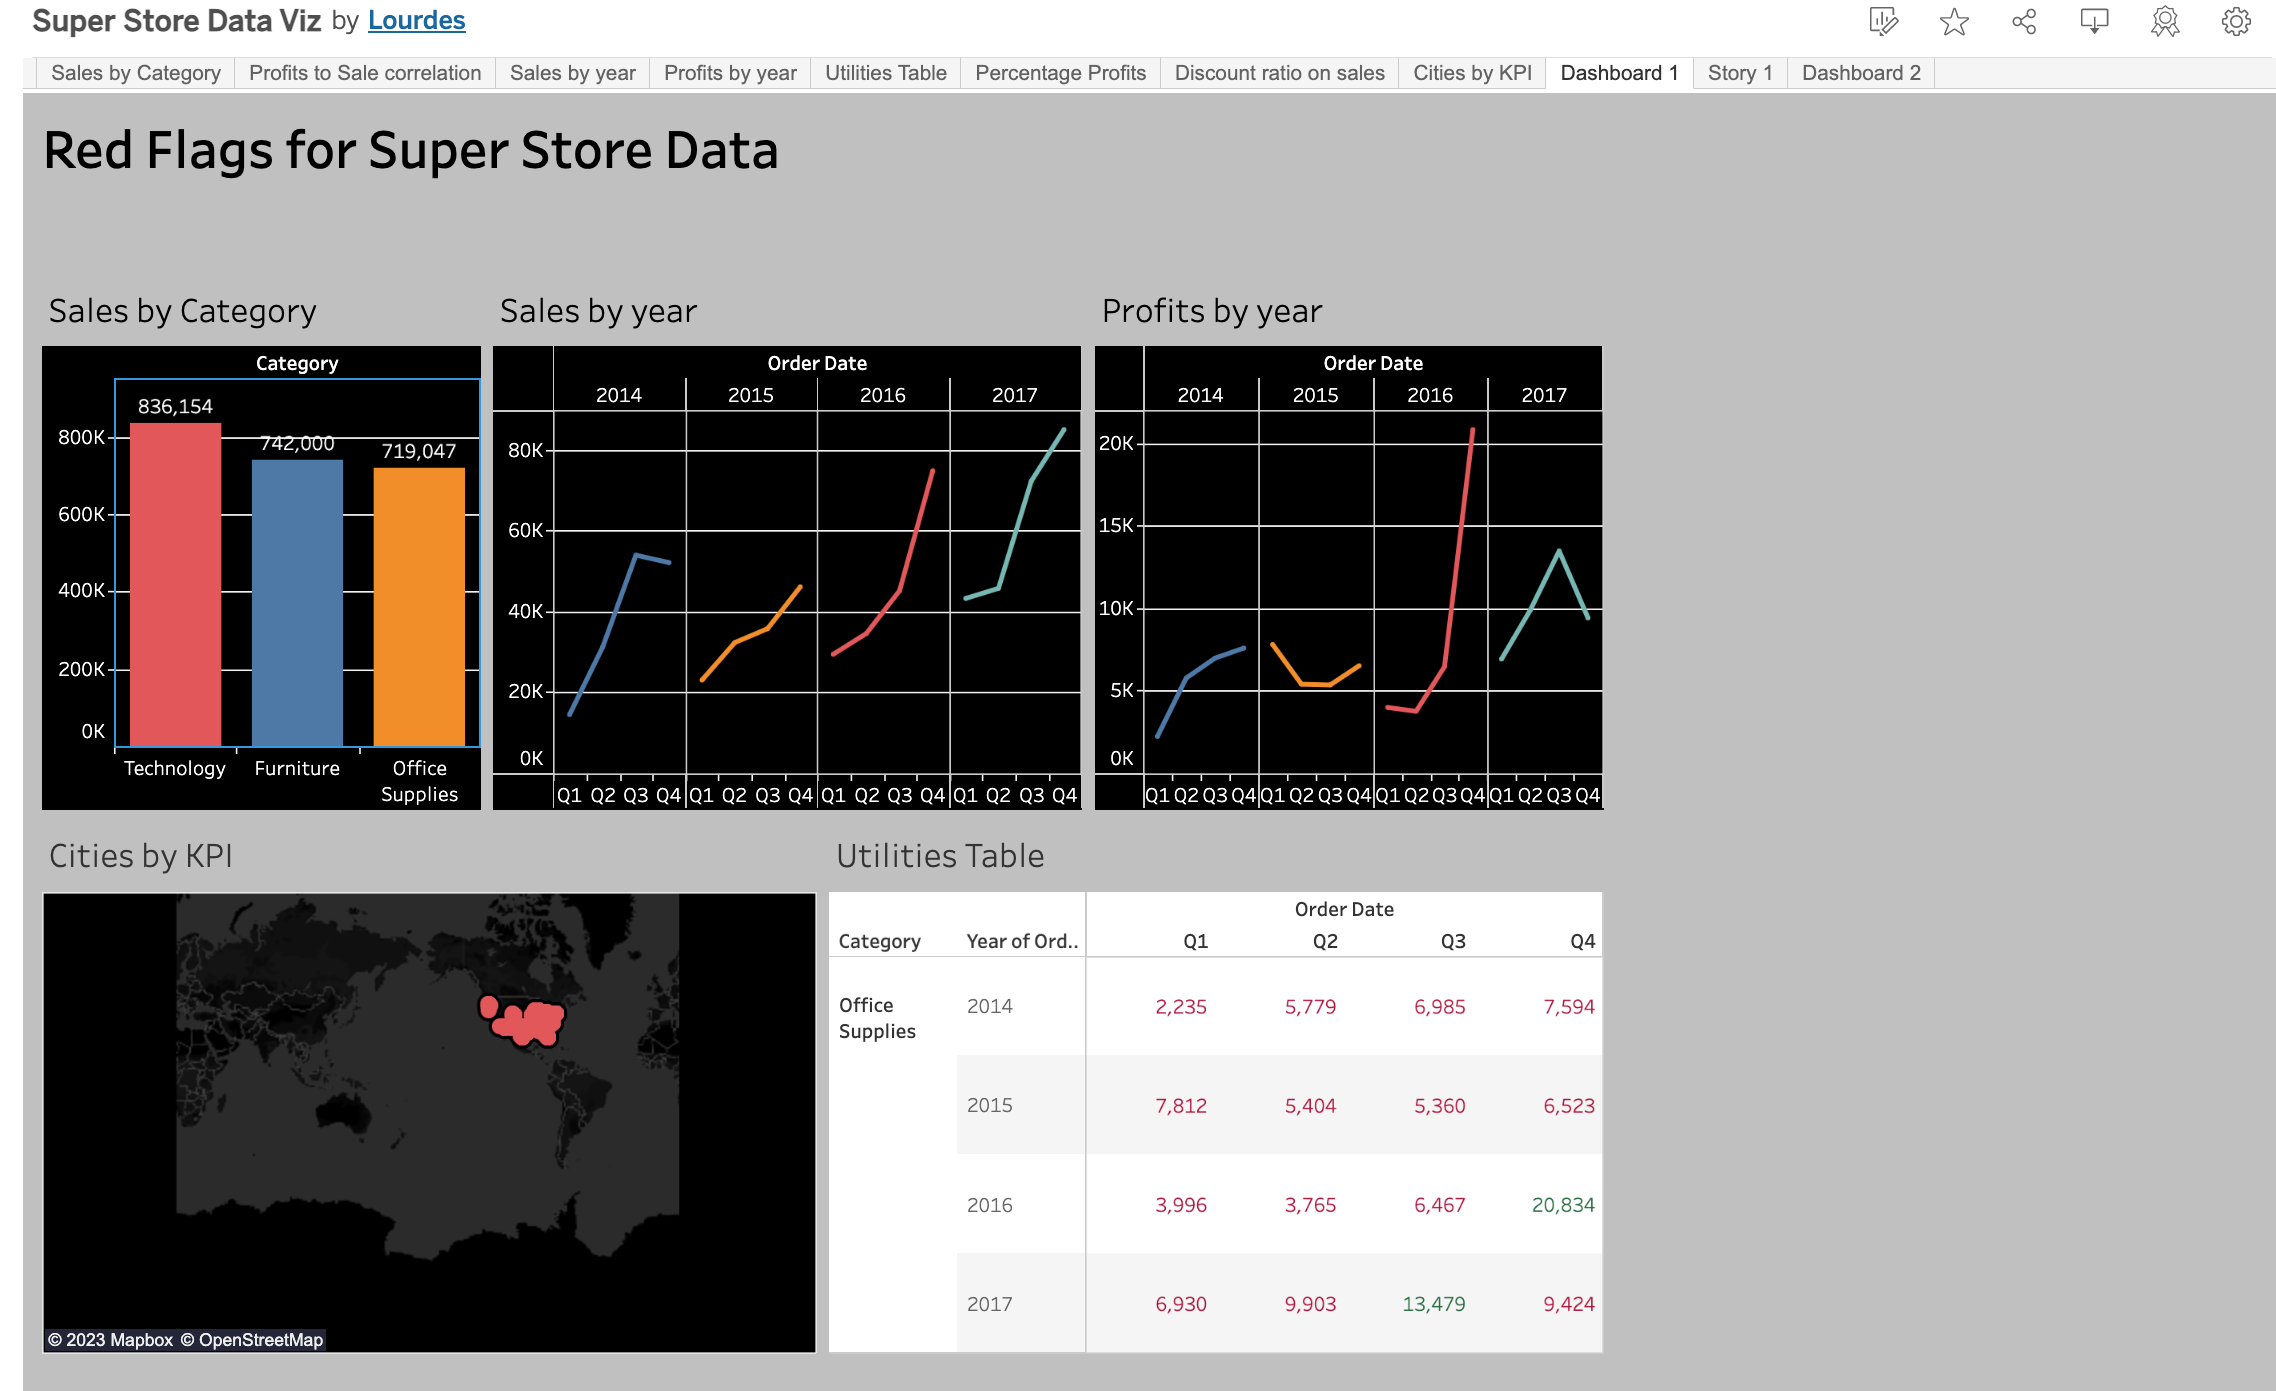 Super Store Data Viz by Lourdes
Sales by Category Profits to Sale correlation Sales by year Profits by year Utilities Table Percentage Profits Discount ratio on sales Cities by KPI Dashboard 1 Story 1 Dashboard 2
Red Flags for Super Store Data
Sales by Category
Category
836,154
742,000
719,047
800K
600K
400K
200K
0K
Technology Furniture Office
Supplies
Sales by year
Order Date
2014 2015 2016 2017
80K
60K
40K
20K
0K
Q1 Q2 Q3 Q4 Q1 Q2 Q3 Q4 Q1 Q2 Q3 Q4 Q1 Q2 Q3 Q4
Profits by year
Order Date
2014 2015 2016 2017
20K
15K
10K
5K
0K
Q1 Q2 Q3 Q4 Q1 Q2 Q3 Q4 Q1 Q2 Q3 Q4 Q1 Q2 Q3 Q4
Cities by KPI
© 2023 Mapbox © OpenStreetMap
Utilities Table
Order Date
Category Year of Ord.. Q1 Q2 Q3 Q4
Office
Supplies
2014 2,235 5,779 6,985 7,594
2015 7,812 5,404 5,360 6,523
2016 3,996 3,765 6,467 20,834
2017 6,930 9,903 13,479 9,424